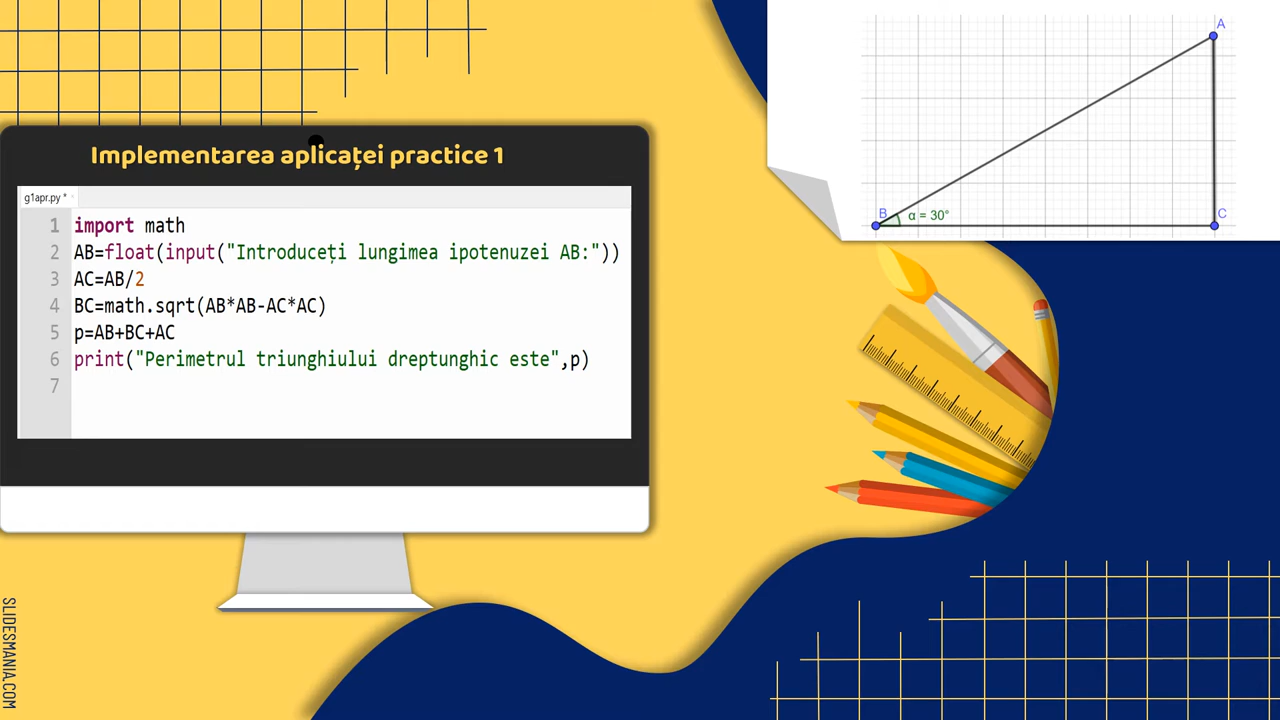 Implementarea aplicaței practice 1
g1apr.py *
1 import math
2 AB=float(input("Introduceți lungimea ipotenuzei AB:"))
3 AC=AB/2
4 BC=math.sqrt(AB*AB-AC*AC)
5 p=AB+BC+AC
6 print("Perimetrul triunghiului dreptunghic este",p)
7
A
B
α = 30°
C
SLIDESMANIA.COM